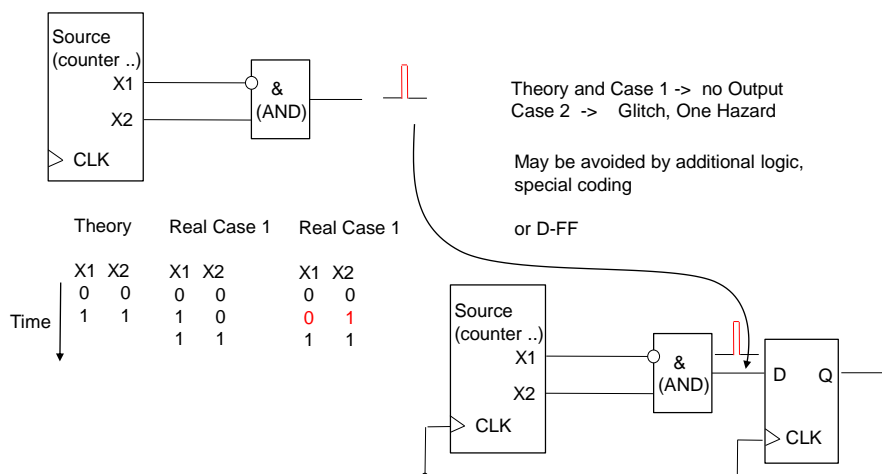 Source
(counter ..)
X1
X2
CLK
&
(AND)
Theory and Case 1 -> no Output
Case 2 -> Glitch, One Hazard
May be avoided by additional logic,
special coding
or D-FF
Theory Real Case 1 Real Case 1
X1 X2 X1 X2 X1 X2
0 0 0 0 0 0
1 1 1 0 0 1
1 1 1 1
Time
Source
(counter ..)
X1
X2
CLK
&
(AND)
D Q
CLK